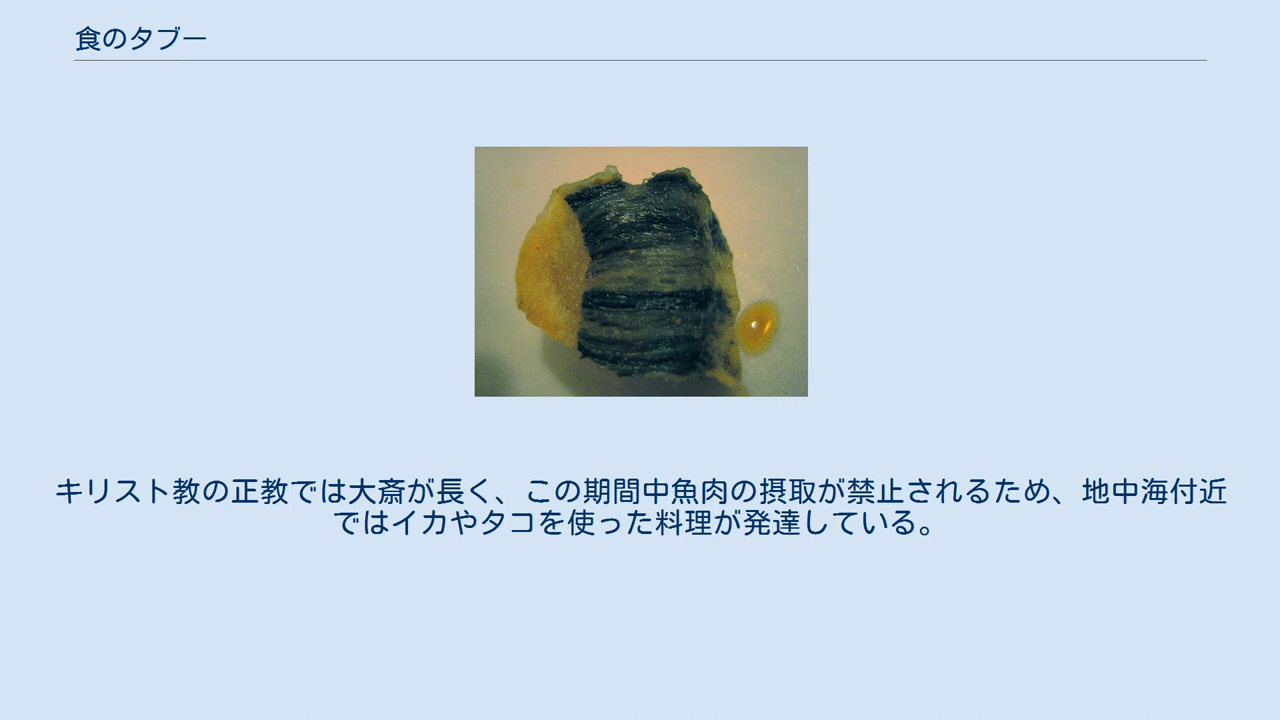 食のタブー
キリスト教の正教では大斎が長く、この期間中魚肉の摂取が禁止されるため、地中海付近
ではイカやタコを使った料理が発達している。